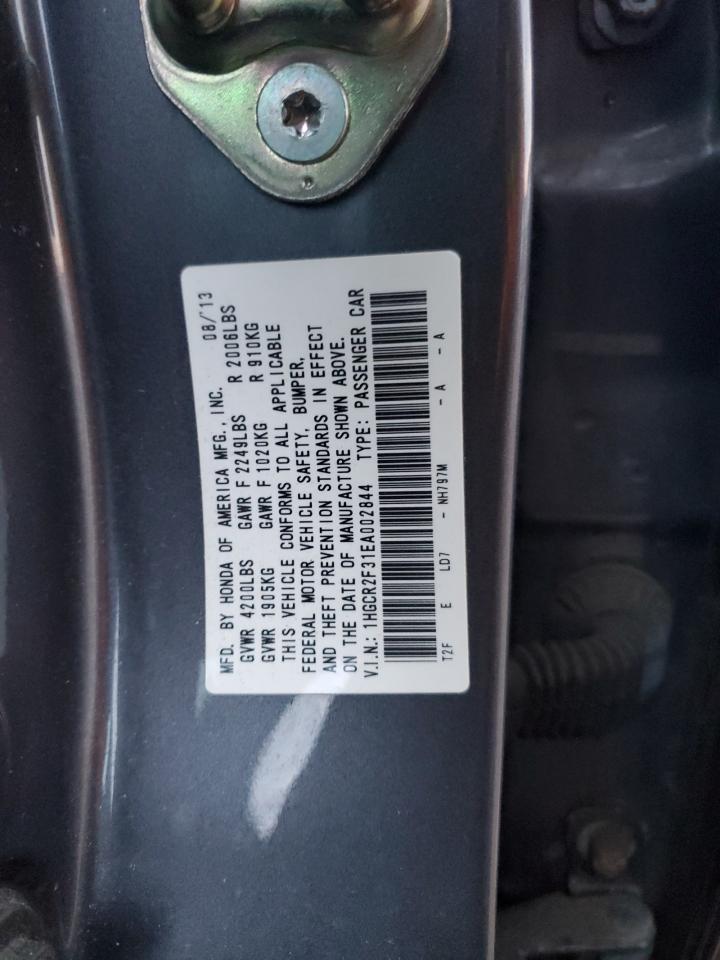 MFD. BY HONDA OF AMERICA MFG., INC. 08/'13
GVWR 4200LBS GAWR F 2249LBS R 2006LBS
GVWR 1905KG GAWR F 1020KG R 910KG
THIS VEHICLE CONFORMS TO ALL APPLICABLE
FEDERAL MOTOR VEHICLE SAFETY, BUMPER,
AND THEFT PREVENTION STANDARDS IN EFFECT
ON THE DATE OF MANUFACTURE SHOWN ABOVE.
V.I.N.: 1HGCR2F31EA002844 TYPE: PASSENGER CAR
T2F E LD7 - NH797M - A - A